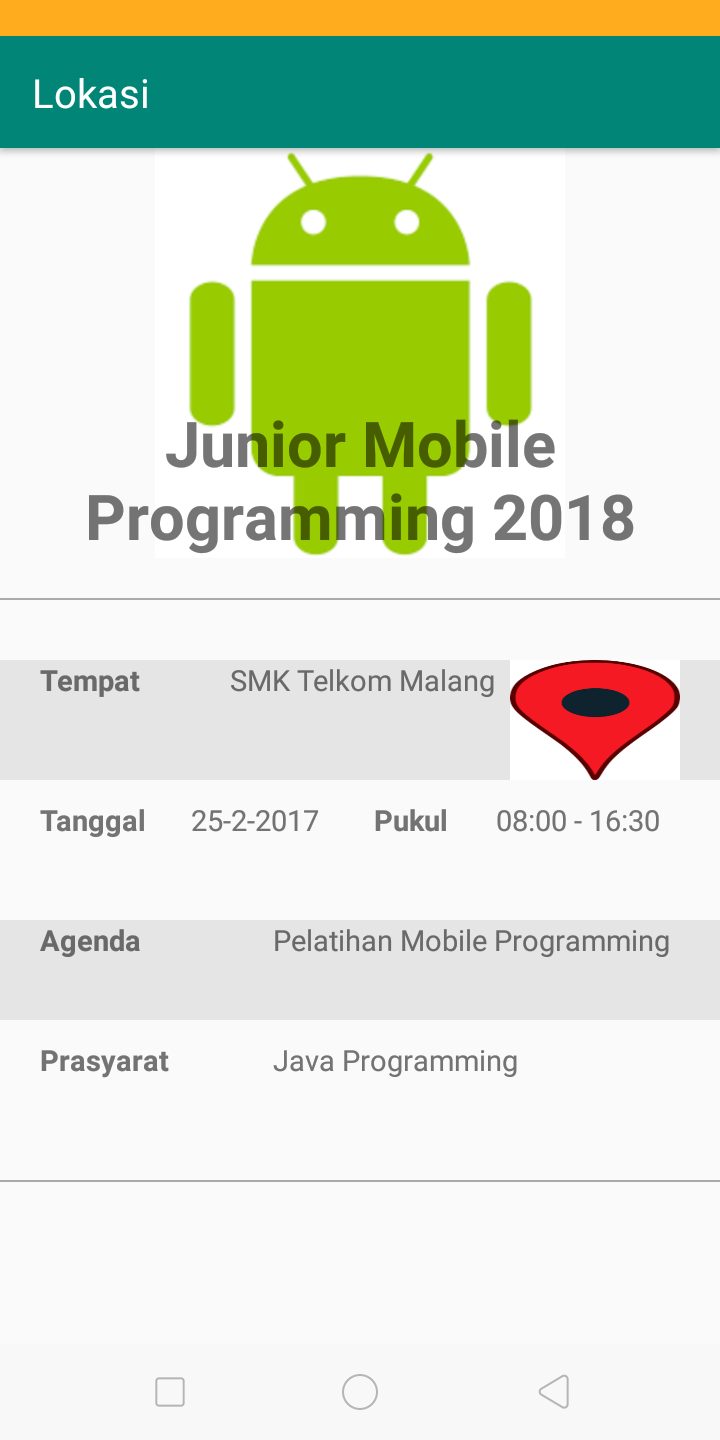 Lokasi
Junior Mobile
Programming 2018
Tempat SMK Telkom Malang
Tanggal 25-2-2017 Pukul 08:00 - 16:30
Agenda Pelatihan Mobile Programming
Prasyarat Java Programming